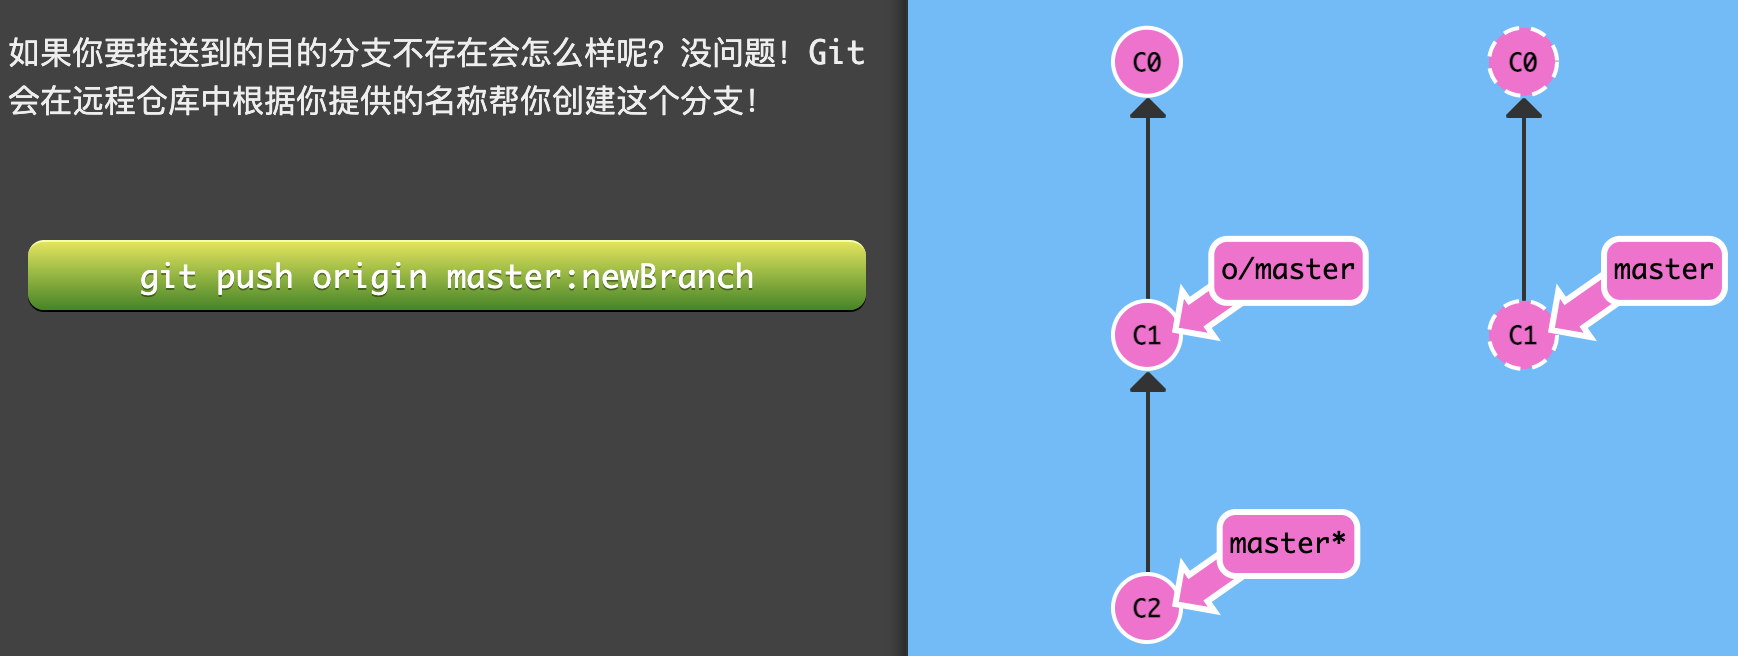 如果你要推送到的目的分支不存在会怎么样呢？没问题！Git
会在远程仓库中根据你提供的名称帮你创建这个分支！
git push origin master:newBranch
C0
C0
o/master
master
C1
C1
master*
C2